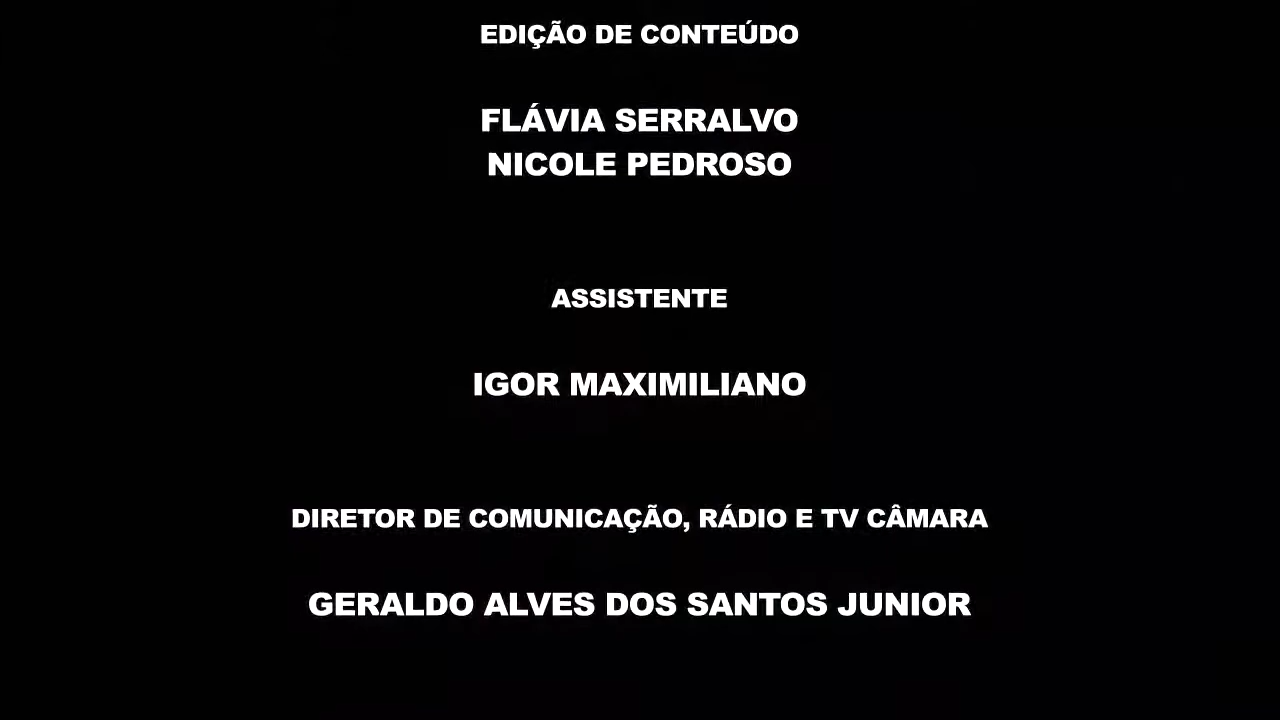 EDIÇÃO DE CONTEÚDO
FLÁVIA SERRALVO
NICOLE PEDROSO
ASSISTENTE
IGOR MAXIMILIANO
DIRETOR DE COMUNICAÇÃO, RÁDIO E TV CÂMARA
GERALDO ALVES DOS SANTOS JUNIOR